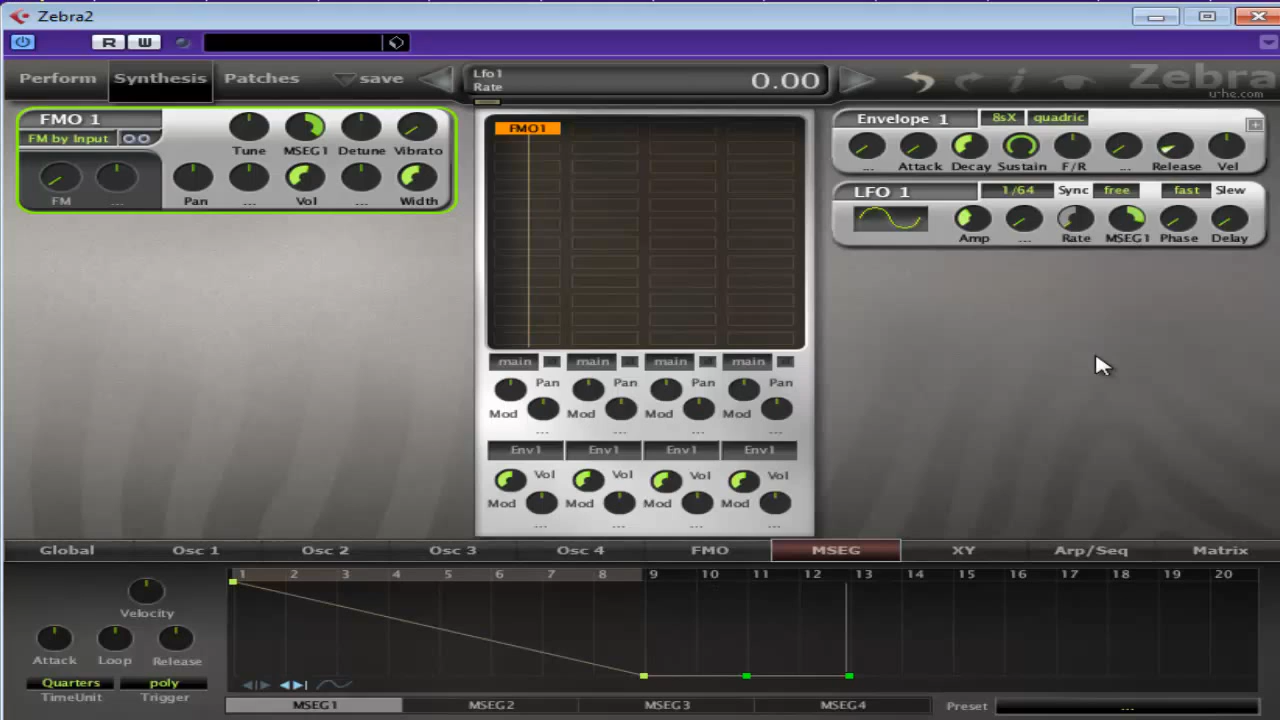 Zebra2
R W
Perform Synthesis Patches save
Lfo1
Rate
0.00
Zebra
u-he.com
FMO 1
FM by Input
Tune MSEG1 Detune Vibrato
FM ... Pan ... Vol ... Width
FMO1
Envelope 1 8sX quadric
... Attack Decay Sustain F/R ... Release Vel
LFO 1 1/64 Sync free fast Slew
Amp ... Rate MSEG1 Phase Delay
main main main main
Pan Pan Pan Pan
Mod Mod Mod Mod
... ... ... ...
Env1 Env1 Env1 Env1
Vol Vol Vol Vol
Mod Mod Mod Mod
... ... ... ...
Global Osc 1 Osc 2 Osc 3 Osc 4 FMO MSEG XY Arp/Seq Matrix
1 2 3 4 5 6 7 8 9 10 11 12 13 14 15 16 17 18 19 20
Velocity
Attack Loop Release
Quarters poly
TimeUnit Trigger
MSEG1 MSEG2 MSEG3 MSEG4 Preset ...